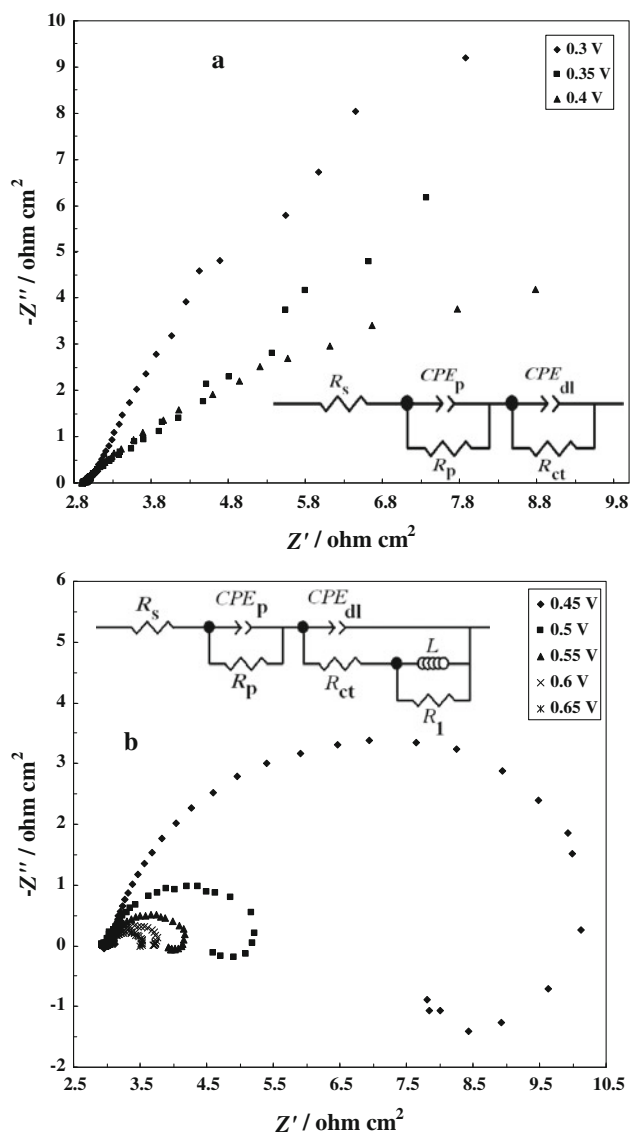 10
9
8
7
6
5
4
3
2
1
0
-Z'' / ohm cm²
a
0.3 V
0.35 V
0.4 V
Rs
CPEp
Rp
CPEdl
Rct
2.8 3.8 4.8 5.8 6.8 7.8 8.8 9.8
Z' / ohm cm²
6
5
4
3
2
1
0
-1
-2
-Z'' / ohm cm²
Rs
CPEp
Rp
CPEdl
Rct
L
R1
b
0.45 V
0.5 V
0.55 V
0.6 V
0.65 V
2.5 3.5 4.5 5.5 6.5 7.5 8.5 9.5 10.5
Z' / ohm cm²